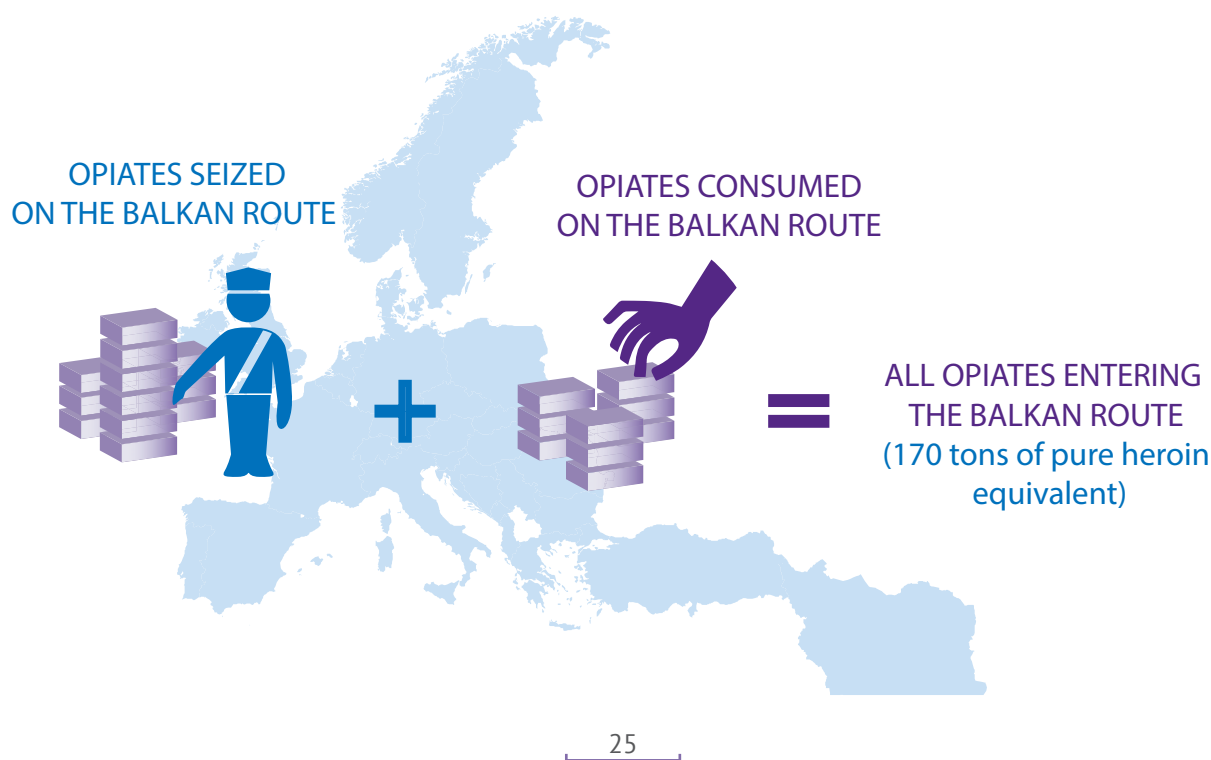 OPIATES SEIZED
ON THE BALKAN ROUTE
OPIATES CONSUMED
ON THE BALKAN ROUTE
ALL OPIATES ENTERING
THE BALKAN ROUTE
(170 tons of pure heroin
equivalent)
25